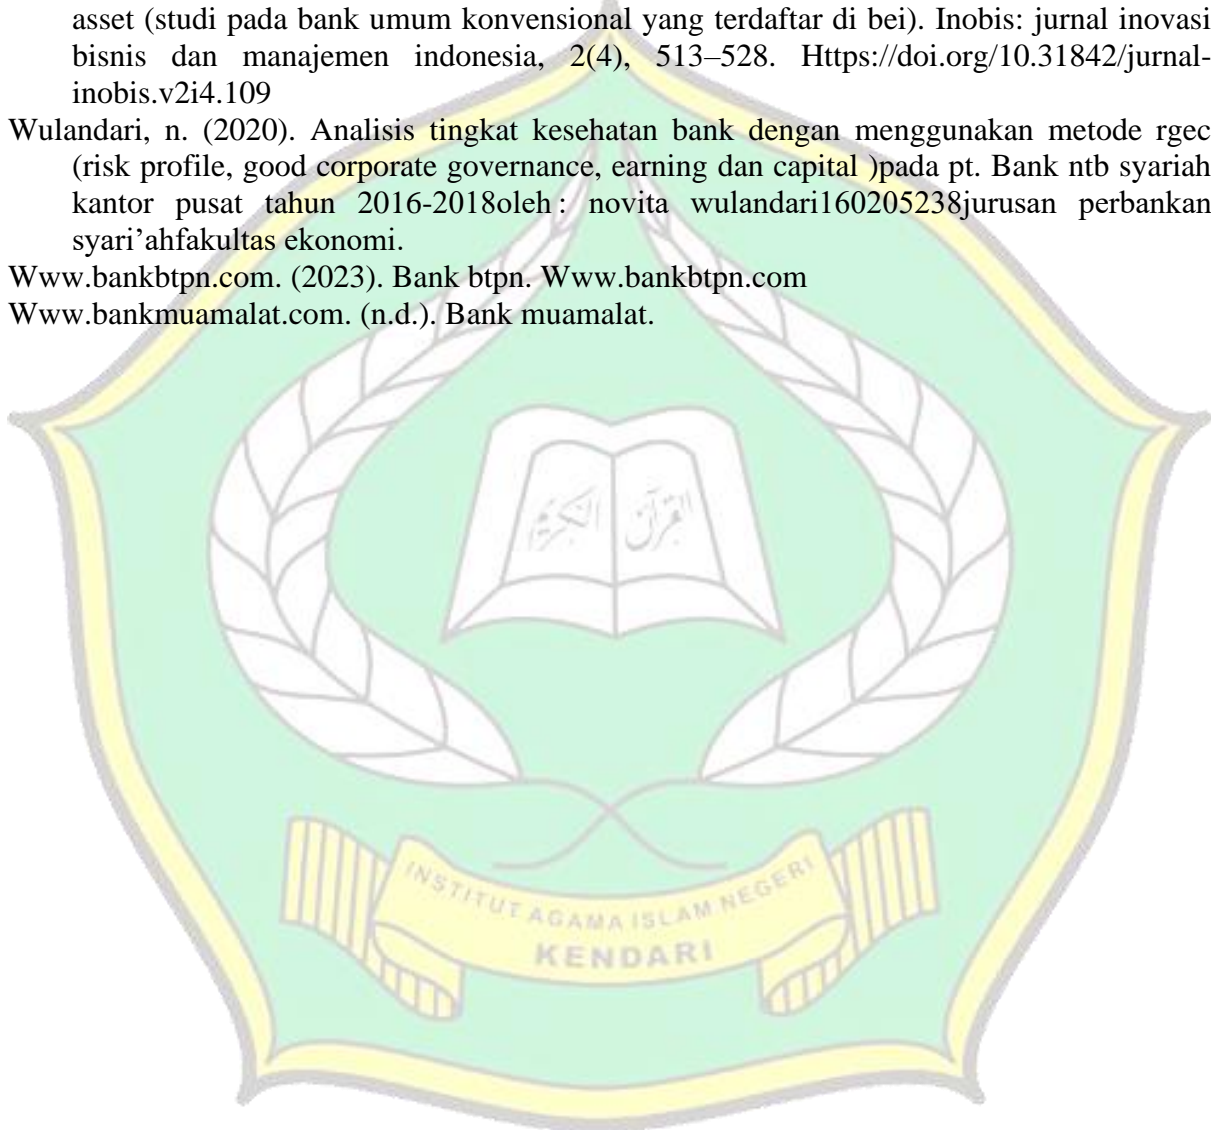 asset (studi pada bank umum konvensional yang terdaftar di bei). Inobis: jurnal inovasi
bisnis dan manajemen indonesia, 2(4), 513–528. Https://doi.org/10.31842/jurnal-
inobis.v2i4.109
Wulandari, n. (2020). Analisis tingkat kesehatan bank dengan menggunakan metode rgec
(risk profile, good corporate governance, earning dan capital )pada pt. Bank ntb syariah
kantor pusat tahun 2016-2018oleh : novita wulandari160205238jurusan perbankan
syari’ahfakultas ekonomi.
Www.bankbtpn.com. (2023). Bank btpn. Www.bankbtpn.com
Www.bankmuamalat.com. (n.d.). Bank muamalat.
القرآن الكريم
INSTITUT AGAMA ISLAM NEGERI
KENDARI